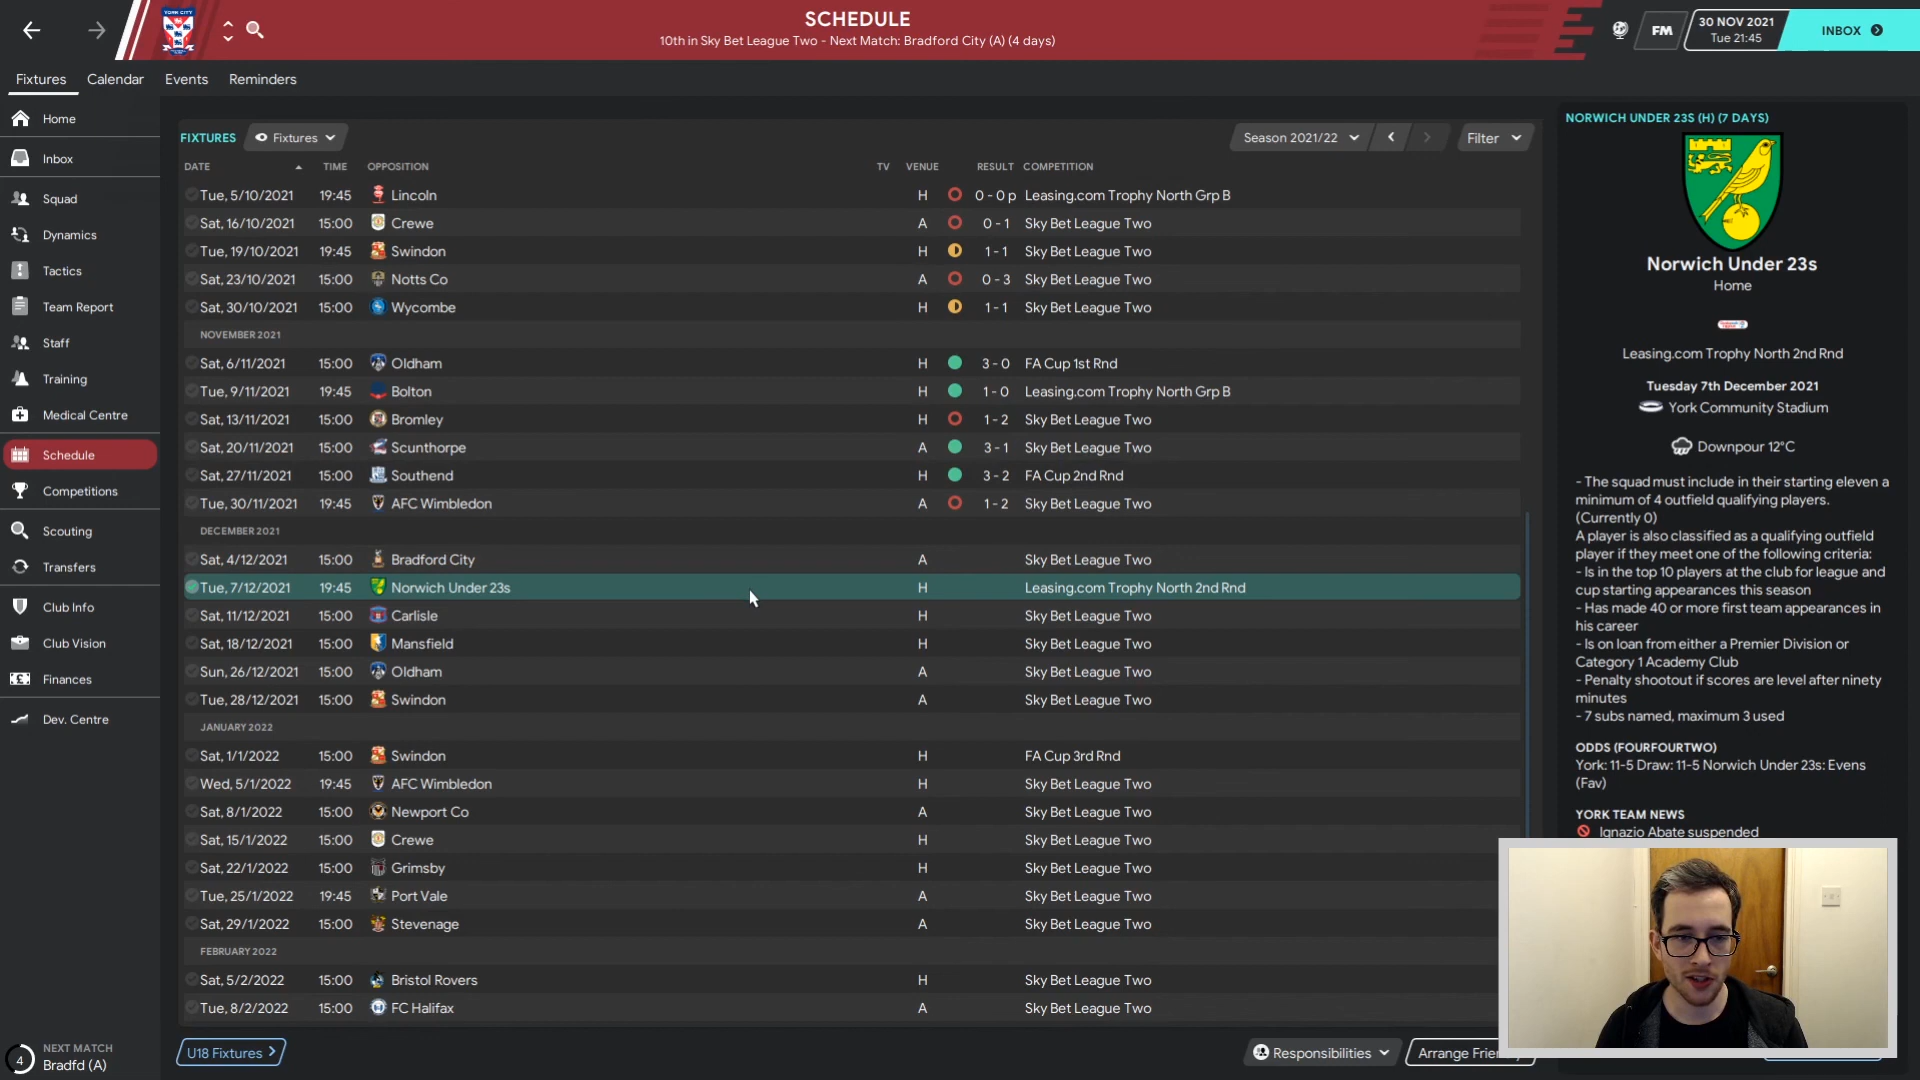 SCHEDULE
10th in Sky Bet League Two - Next Match: Bradford City (A) (4 days)
YORK CITY
FM
30 NOV 2021
Tue 21:45
INBOX
Fixtures Calendar Events Reminders
Home
Inbox
Squad
Dynamics
Tactics
Team Report
Staff
Training
Medical Centre
Schedule
Competitions
Scouting
Transfers
Club Info
Club Vision
Finances
Dev. Centre
NEXT MATCH
4 Bradfd (A)
FIXTURES Fixtures Season 2021/22 Filter
DATE TIME OPPOSITION TV VENUE RESULT COMPETITION
Tue, 5/10/2021 19:45 Lincoln H 0 - 0 p Leasing.com Trophy North Grp B
Sat, 16/10/2021 15:00 Crewe A 0 - 1 Sky Bet League Two
Tue, 19/10/2021 19:45 Swindon H 1 - 1 Sky Bet League Two
Sat, 23/10/2021 15:00 Notts Co A 0 - 3 Sky Bet League Two
Sat, 30/10/2021 15:00 Wycombe H 1 - 1 Sky Bet League Two
NOVEMBER 2021
Sat, 6/11/2021 15:00 Oldham H 3 - 0 FA Cup 1st Rnd
Tue, 9/11/2021 19:45 Bolton H 1 - 0 Leasing.com Trophy North Grp B
Sat, 13/11/2021 15:00 Bromley H 1 - 2 Sky Bet League Two
Sat, 20/11/2021 15:00 Scunthorpe A 3 - 1 Sky Bet League Two
Sat, 27/11/2021 15:00 Southend H 3 - 2 FA Cup 2nd Rnd
Tue, 30/11/2021 19:45 AFC Wimbledon A 1 - 2 Sky Bet League Two
DECEMBER 2021
Sat, 4/12/2021 15:00 Bradford City A Sky Bet League Two
Tue, 7/12/2021 19:45 Norwich Under 23s H Leasing.com Trophy North 2nd Rnd
Sat, 11/12/2021 15:00 Carlisle H Sky Bet League Two
Sat, 18/12/2021 15:00 Mansfield H Sky Bet League Two
Sun, 26/12/2021 15:00 Oldham A Sky Bet League Two
Tue, 28/12/2021 15:00 Swindon A Sky Bet League Two
JANUARY 2022
Sat, 1/1/2022 15:00 Swindon H FA Cup 3rd Rnd
Wed, 5/1/2022 19:45 AFC Wimbledon H Sky Bet League Two
Sat, 8/1/2022 15:00 Newport Co A Sky Bet League Two
Sat, 15/1/2022 15:00 Crewe H Sky Bet League Two
Sat, 22/1/2022 15:00 Grimsby H Sky Bet League Two
Tue, 25/1/2022 19:45 Port Vale A Sky Bet League Two
Sat, 29/1/2022 15:00 Stevenage A Sky Bet League Two
FEBRUARY 2022
Sat, 5/2/2022 15:00 Bristol Rovers H Sky Bet League Two
Tue, 8/2/2022 15:00 FC Halifax A Sky Bet League Two
U18 Fixtures Responsibilities Arrange
NORWICH UNDER 23S (H) (7 DAYS)
Norwich Under 23s
Home
Leasing.com Trophy North 2nd Rnd
Tuesday 7th December 2021
York Community Stadium
Downpour 12°C
- The squad must include in their starting eleven a
minimum of 4 outfield qualifying players.
(Currently 0)
A player is also classified as a qualifying outfield
player if they meet one of the following criteria:
- Is in the top 10 players at the club for league and
cup starting appearances this season
- Has made 40 or more first team appearances in
his career
- Is on loan from either a Premier Division or
Category 1 Academy Club
- Penalty shootout if scores are level after ninety
minutes
- 7 subs named, maximum 3 used
ODDS (FOURFOURTWO)
York: 11-5 Draw: 11-5 Norwich Under 23s: Evens
(Fav)
YORK TEAM NEWS
Ignazio Abate suspended